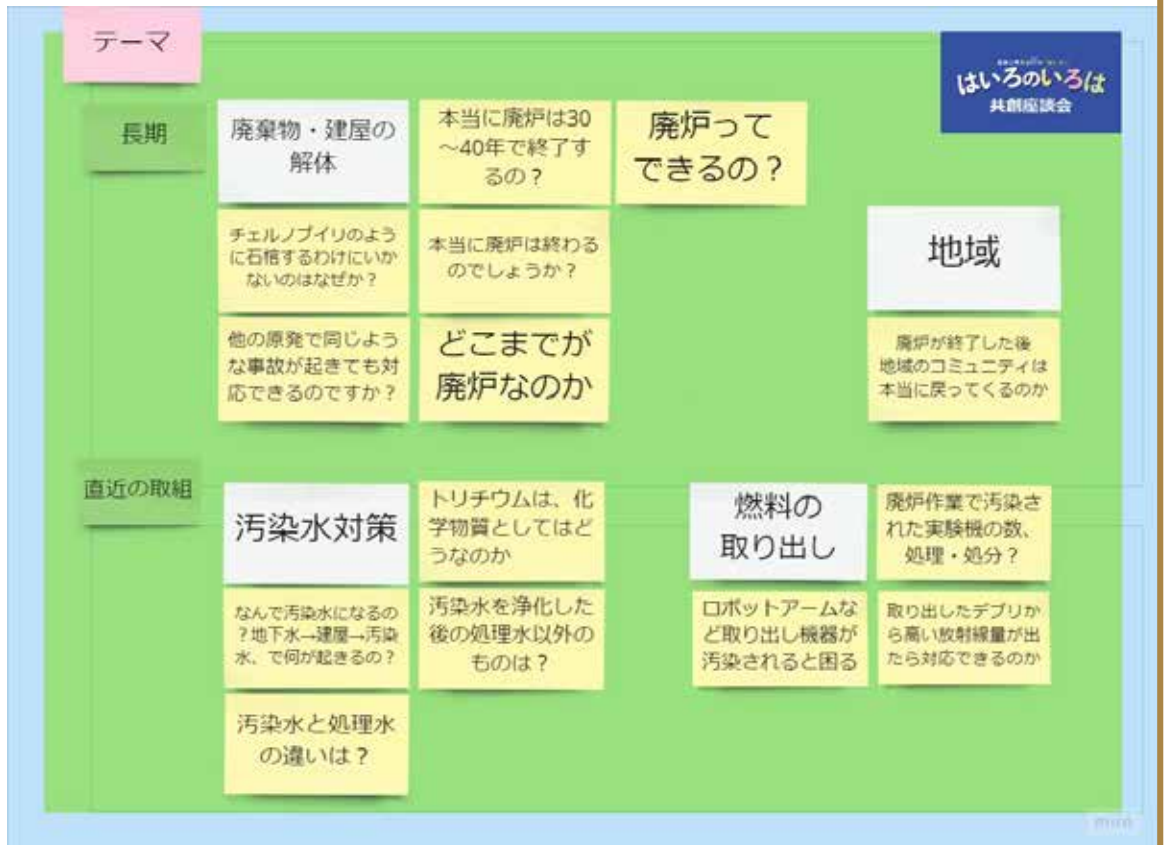 テーマ
はいろのいろは
共創座談会
長期
廃棄物・建屋の
解体
本当に廃炉は30
～40年で終了す
るの？
廃炉って
できるの？
チェルノブイリのよう
に石棺するわけにいか
ないのはなぜか？
本当に廃炉は終わる
のでしょうか？
地域
他の原発で同じよう
な事故が起きても対
応できるのですか？
どこまでが
廃炉なのか
廃炉が終了した後
地域のコミュニティは
本当に戻ってくるのか
直近の取組
汚染水対策
トリチウムは、化
学物質としてはど
うなのか
燃料の
取り出し
廃炉作業で汚染さ
れた実験機の数、
処理・処分？
なんで汚染水になるの
？地下水→建屋→汚染
水、で何が起きるの？
汚染水を浄化した
後の処理水以外の
ものは？
ロボットアームな
ど取り出し機器が
汚染されると困る
取り出したデブリか
ら高い放射線量が出
たら対応できるのか
汚染水と処理水
の違いは？
miro